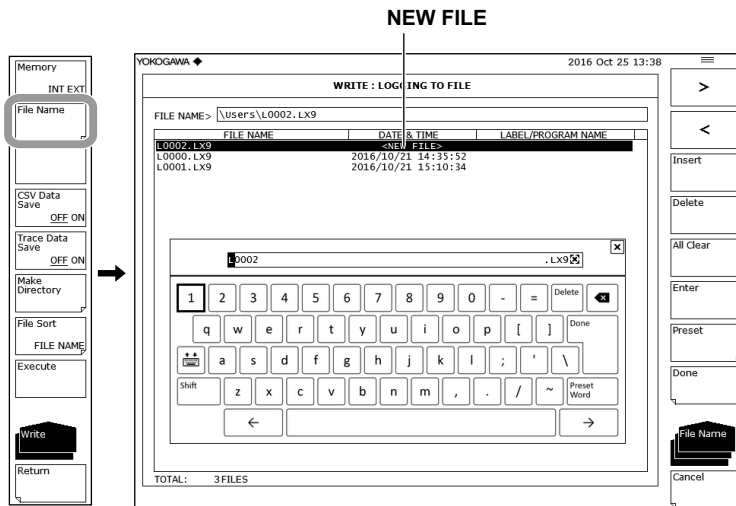 NEW FILE
Memory
INT EXT
File Name
CSV Data
Save
OFF ON
Trace Data
Save
OFF ON
Make
Directory
File Sort
FILE NAME
Execute
Write
Return
YOKOGAWA ◆ 2016 Oct 25 13:38
WRITE : LOGGING TO FILE
FILE NAME> \Users\L0002.LX9
FILE NAME DATE & TIME LABEL/PROGRAM NAME
L0002.LX9 <NEW FILE>
L0000.LX9 2016/10/21 14:35:52
L0001.LX9 2016/10/21 15:10:34
L0002 .LX9
1 2 3 4 5 6 7 8 9 0 - = Delete
q w e r t y u i o p [ ] Done
a s d f g h j k l ; ' \
Shift z x c v b n m , . / ~ Preset Word
← →
TOTAL: 3FILES
>
<
Insert
Delete
All Clear
Enter
Preset
Done
File Name
Cancel